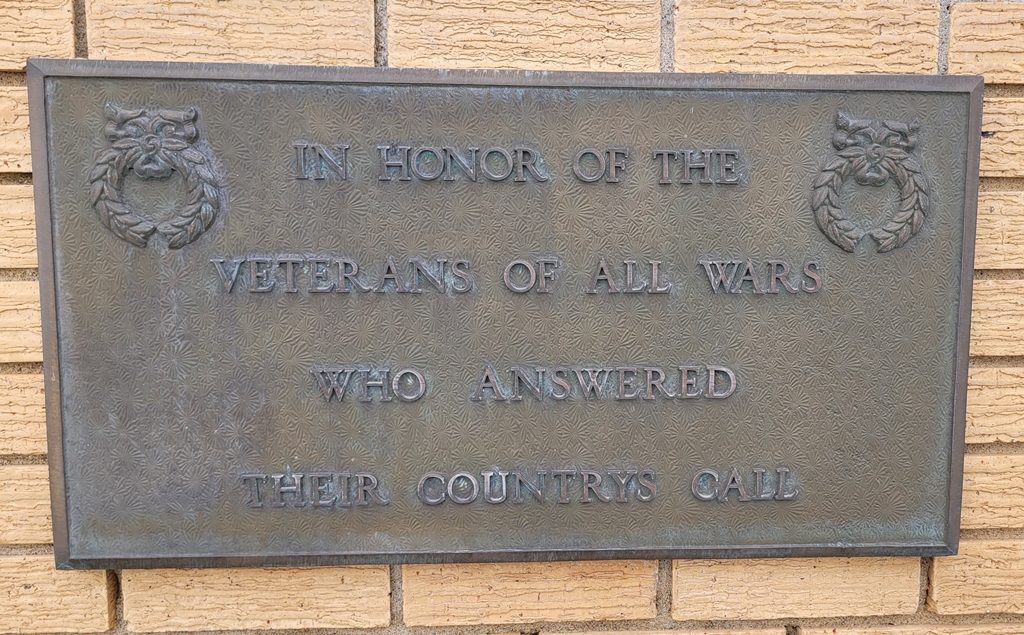 IN HONOR OF THE
VETERANS OF ALL WARS
WHO ANSWERED
THEIR COUNTRYS CALL